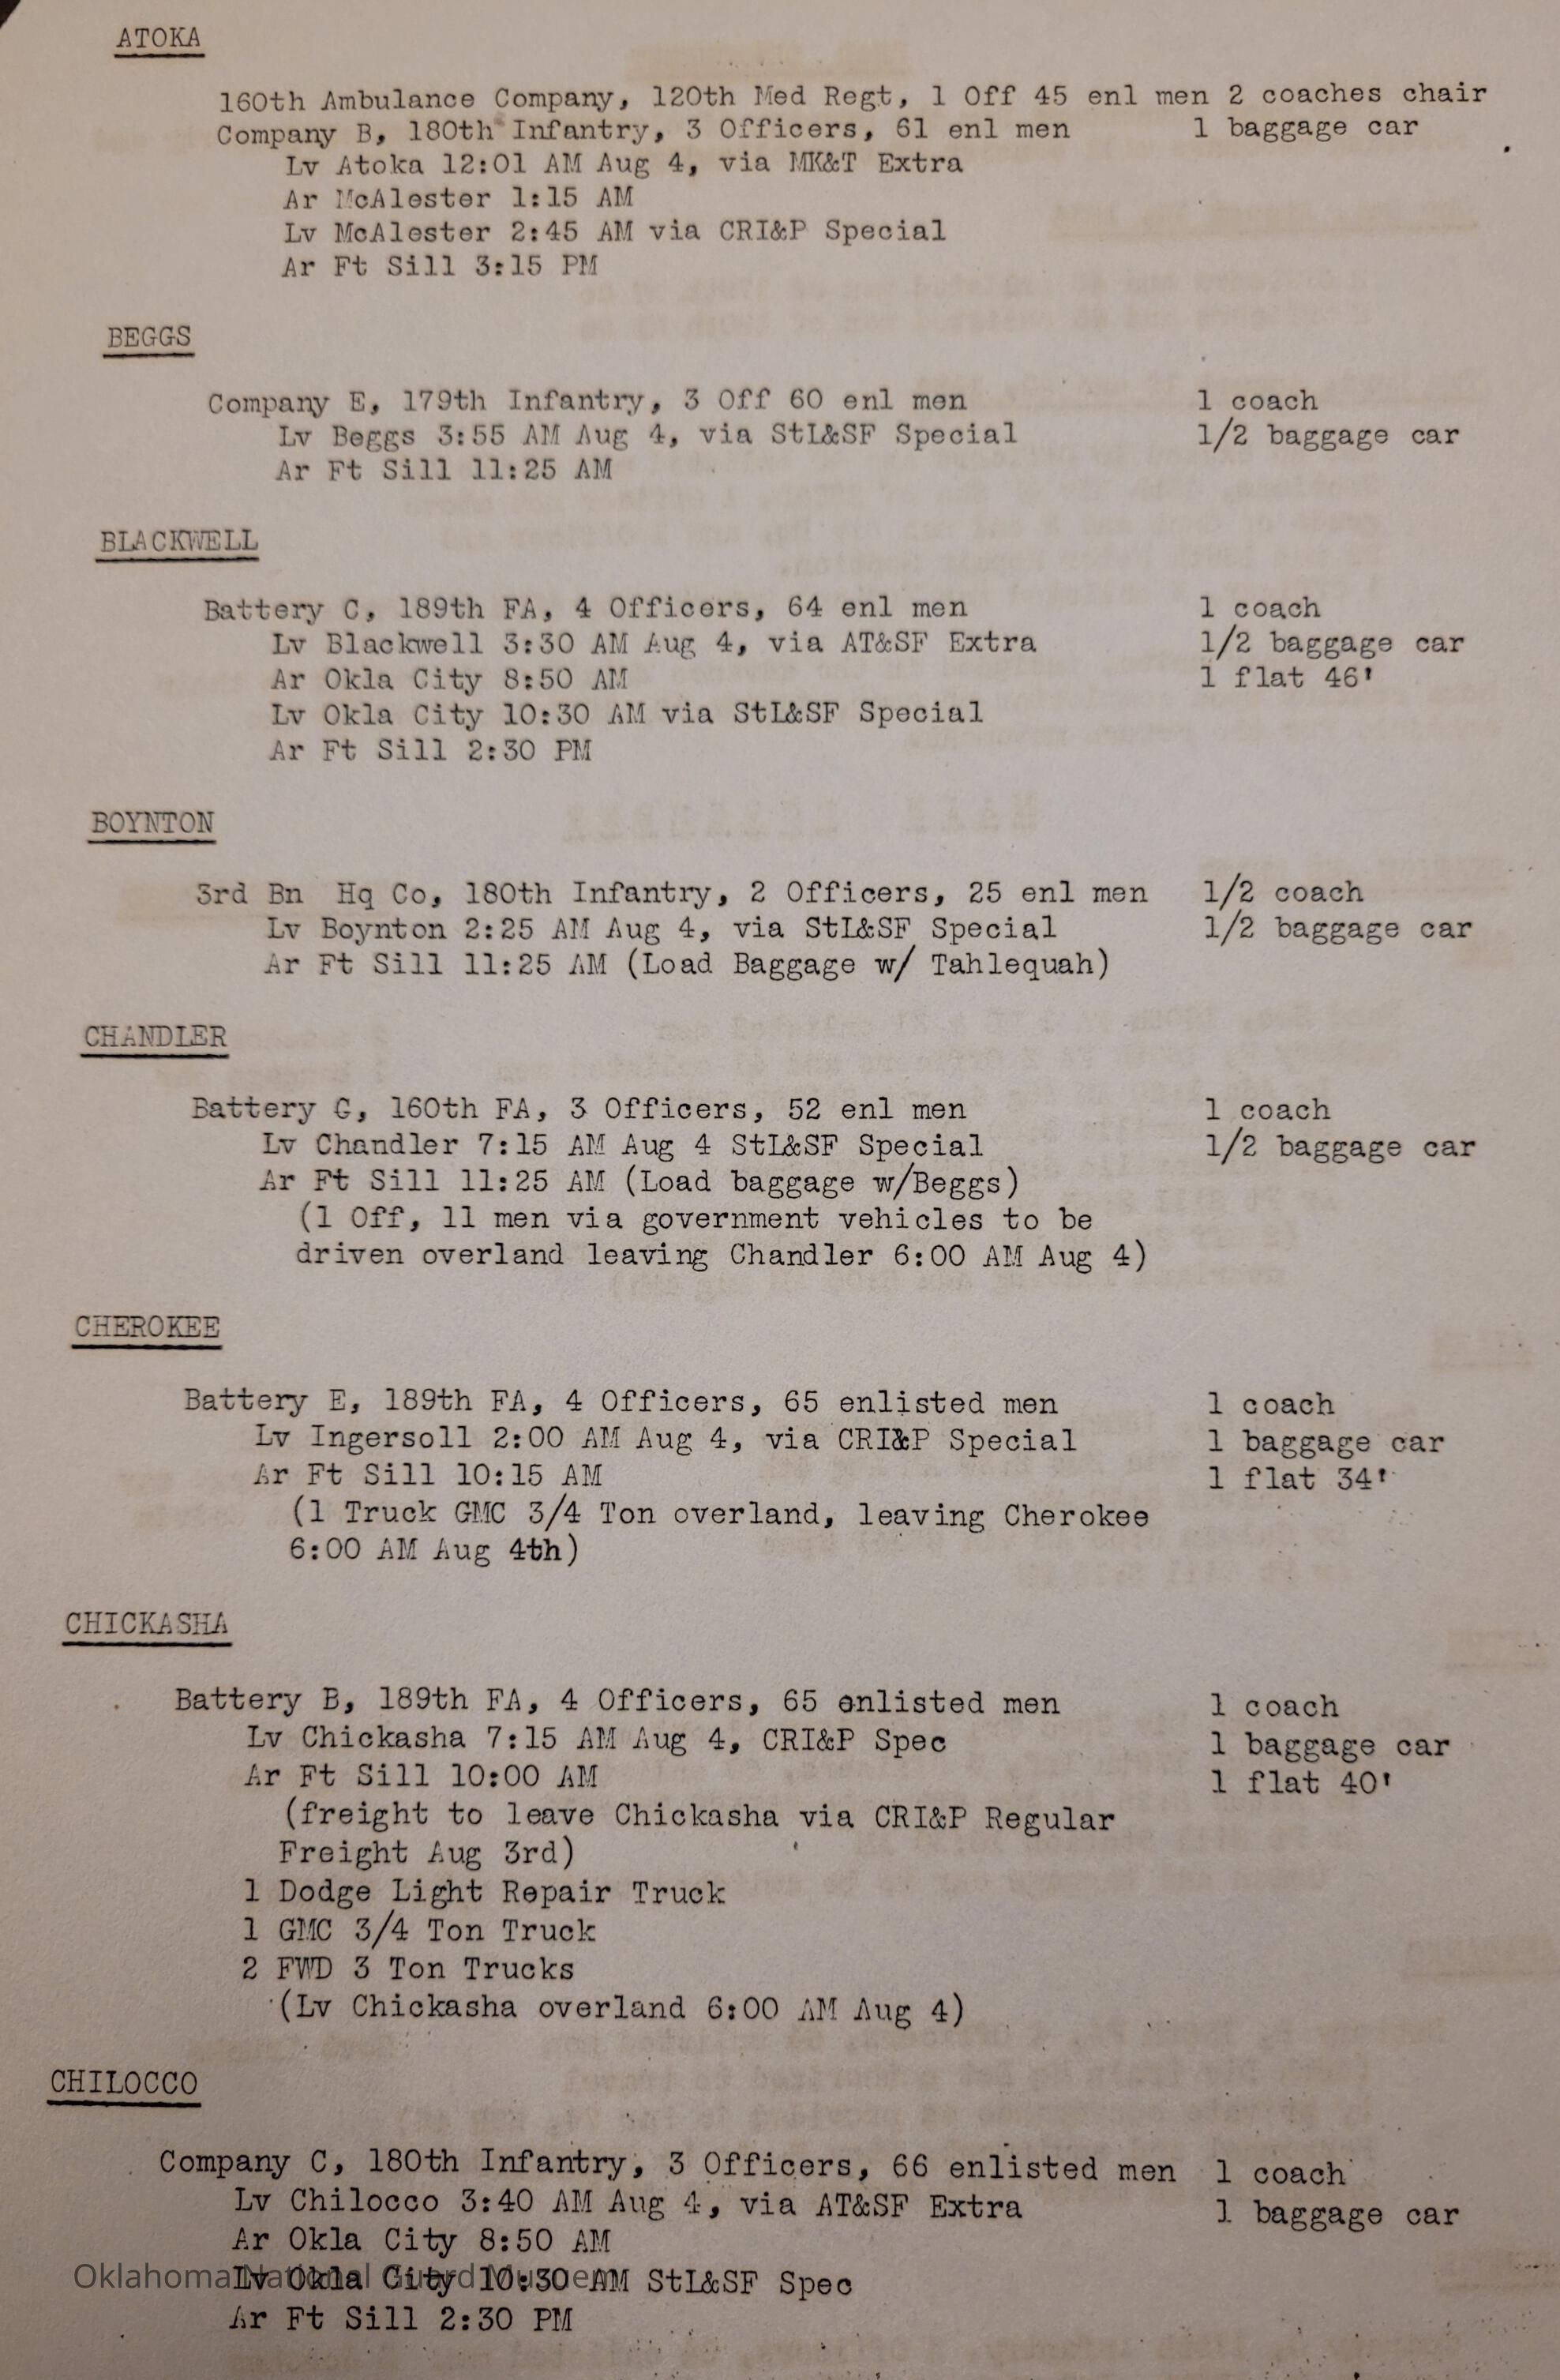 ATOKA
160th Ambulance Company, 120th Med Regt, 1 Off 45 enl men 2 coaches chair
Company B, 180th Infantry, 3 Officers, 61 enl men 1 baggage car
Lv Atoka 12:01 AM Aug 4, via MK&T Extra
Ar McAlester 1:15 AM
Lv McAlester 2:45 AM via CRI&P Special
Ar Ft Sill 3:15 PM
BEGGS
Company E, 179th Infantry, 3 Off 60 enl men 1 coach
Lv Beggs 3:55 AM Aug 4, via StL&SF Special 1/2 baggage car
Ar Ft Sill 11:25 AM
BLACKWELL
Battery C, 189th FA, 4 Officers, 64 enl men 1 coach
Lv Blackwell 3:30 AM Aug 4, via AT&SF Extra 1/2 baggage car
Ar Okla City 8:50 AM 1 flat 46'
Lv Okla City 10:30 AM via StL&SF Special
Ar Ft Sill 2:30 PM
BOYNTON
3rd Bn Hq Co, 180th Infantry, 2 Officers, 25 enl men 1/2 coach
Lv Boynton 2:25 AM Aug 4, via StL&SF Special 1/2 baggage car
Ar Ft Sill 11:25 AM (Load Baggage w/ Tahlequah)
CHANDLER
Battery G, 160th FA, 3 Officers, 52 enl men 1 coach
Lv Chandler 7:15 AM Aug 4 StL&SF Special 1/2 baggage car
Ar Ft Sill 11:25 AM (Load baggage w/Beggs)
(1 Off, 11 men via government vehicles to be
driven overland leaving Chandler 6:00 AM Aug 4)
CHEROKEE
Battery E, 189th FA, 4 Officers, 65 enlisted men 1 coach
Lv Ingersoll 2:00 AM Aug 4, via CRI&P Special 1 baggage car
Ar Ft Sill 10:15 AM 1 flat 34'
(1 Truck GMC 3/4 Ton overland, leaving Cherokee
6:00 AM Aug 4th)
CHICKASHA
Battery B, 189th FA, 4 Officers, 65 enlisted men 1 coach
Lv Chickasha 7:15 AM Aug 4, CRI&P Spec 1 baggage car
Ar Ft Sill 10:00 AM 1 flat 40'
(freight to leave Chickasha via CRI&P Regular
Freight Aug 3rd)
1 Dodge Light Repair Truck
1 GMC 3/4 Ton Truck
2 FWD 3 Ton Trucks
(Lv Chickasha overland 6:00 AM Aug 4)
CHILOCCO
Company C, 180th Infantry, 3 Officers, 66 enlisted men 1 coach
Lv Chilocco 3:40 AM Aug 4, via AT&SF Extra 1 baggage car
Ar Okla City 8:50 AM
Lv Okla City 10:30 AM StL&SF Spec
Oklahoma National Guard Museum
Ar Ft Sill 2:30 PM